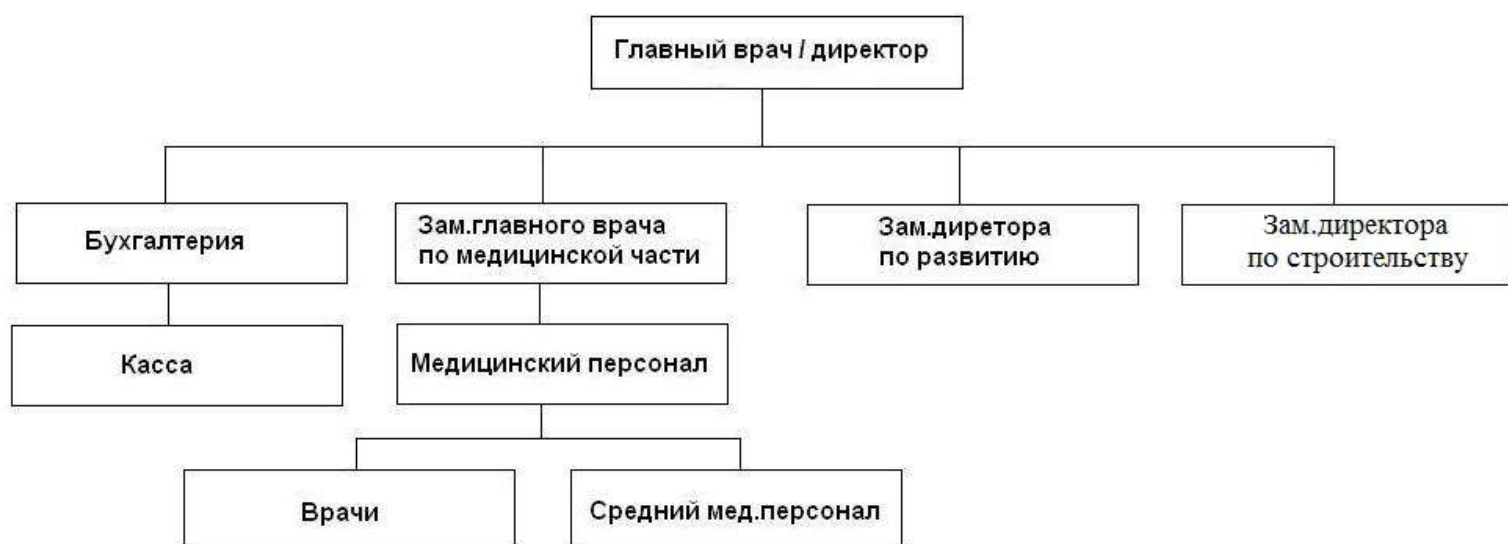 Главный врач / директор
Бухгалтерия
Зам.главного врача
по медицинской части
Зам.диретора
по развитию
Зам.директора
по строительству
Касса
Медицинский персонал
Врачи
Средний мед.персонал